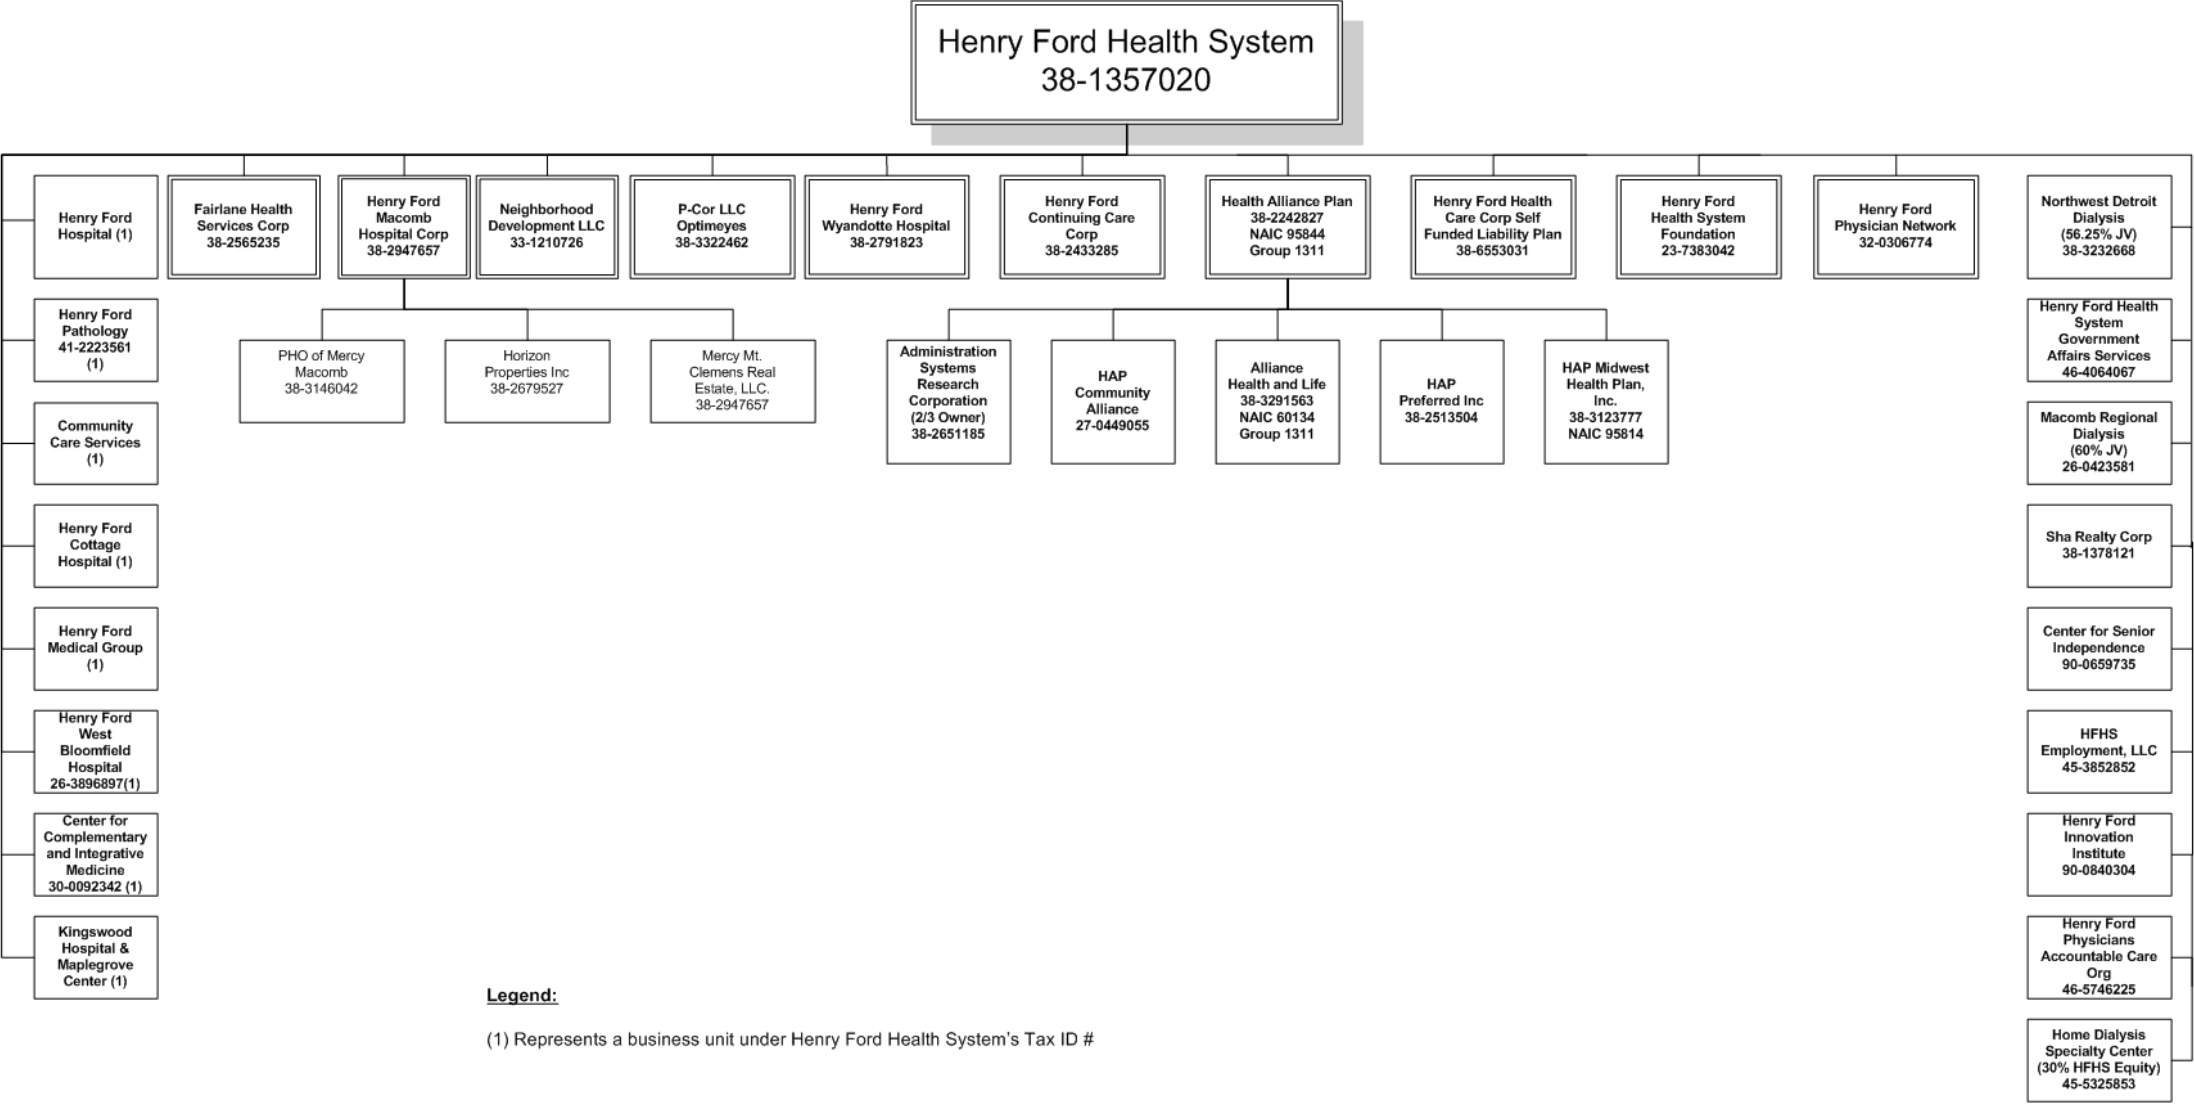 Henry Ford Health System
38-1357020
Henry Ford
Hospital (1)
Fairlane Health
Services Corp
38-2565235
Henry Ford
Macomb
Hospital Corp
38-2947657
Neighborhood
Development LLC
33-1210726
P-Cor LLC
Optimeyes
38-3322462
Henry Ford
Wyandotte Hospital
38-2791823
Henry Ford
Continuing Care
Corp
38-2433285
Health Alliance Plan
38-2242827
NAIC 95844
Group 1311
Henry Ford Health
Care Corp Self
Funded Liability Plan
38-6553031
Henry Ford
Health System
Foundation
23-7383042
Henry Ford
Physician Network
32-0306774
Northwest Detroit
Dialysis
(56.25% JV)
38-3232668
Henry Ford
Pathology
41-2223561
(1)
PHO of Mercy
Macomb
38-3146042
Horizon
Properties Inc
38-2679527
Mercy Mt.
Clemens Real
Estate, LLC.
38-2947657
Administration
Systems
Research
Corporation
(2/3 Owner)
38-2651185
HAP
Community
Alliance
27-0449055
Alliance
Health and Life
38-3291563
NAIC 60134
Group 1311
HAP
Preferred Inc
38-2513504
HAP Midwest
Health Plan,
Inc.
38-3123777
NAIC 95814
Henry Ford Health
System
Government
Affairs Services
46-4064067
Community
Care Services
(1)
Macomb Regional
Dialysis
(60% JV)
26-0423581
Henry Ford
Cottage
Hospital (1)
Sha Realty Corp
38-1378121
Henry Ford
Medical Group
(1)
Center for Senior
Independence
90-0659735
Henry Ford
West
Bloomfield
Hospital
26-3896897(1)
HFHS
Employment, LLC
45-3852852
Center for
Complementary
and Integrative
Medicine
30-0092342 (1)
Henry Ford
Innovation
Institute
90-0840304
Kingswood
Hospital &
Maplegrove
Center (1)
Henry Ford
Physicians
Accountable Care
Org
46-5746225
Home Dialysis
Specialty Center
(30% HFHS Equity)
45-5325853
Legend:
(1) Represents a business unit under Henry Ford Health System's Tax ID #